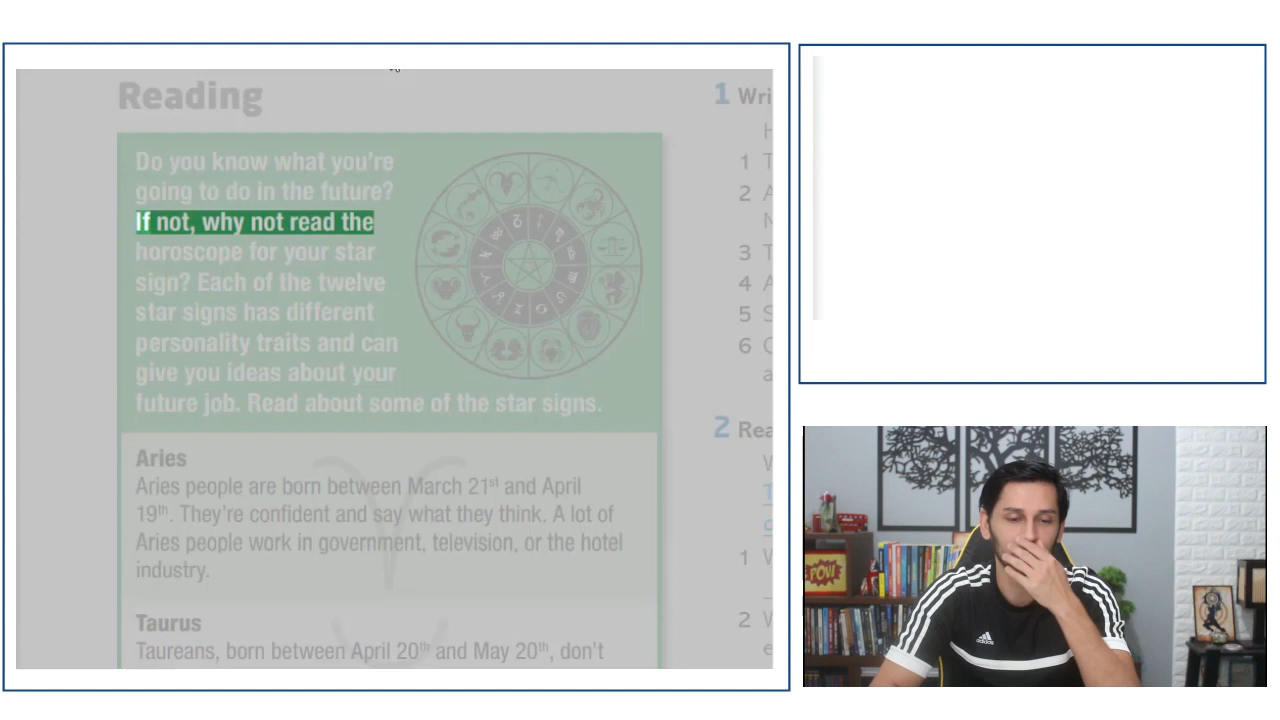 Reading
Do you know what you're
going to do in the future?
If not, why not read the
horoscope for your star
sign? Each of the twelve
star signs has different
personality traits and can
give you ideas about your
future job. Read about some of the star signs.
Aries
Aries people are born between March 21st and April
19th. They're confident and say what they think. A lot of
Aries people work in government, television, or the hotel
industry.
Taurus
Taureans, born between April 20th and May 20th, don't
1 Wri
H
1 T
2 A
N
3 T
4 A
5 S
6 C
a
2 Rea
W
T
c
1 W
2 W
e
POW!
adidas